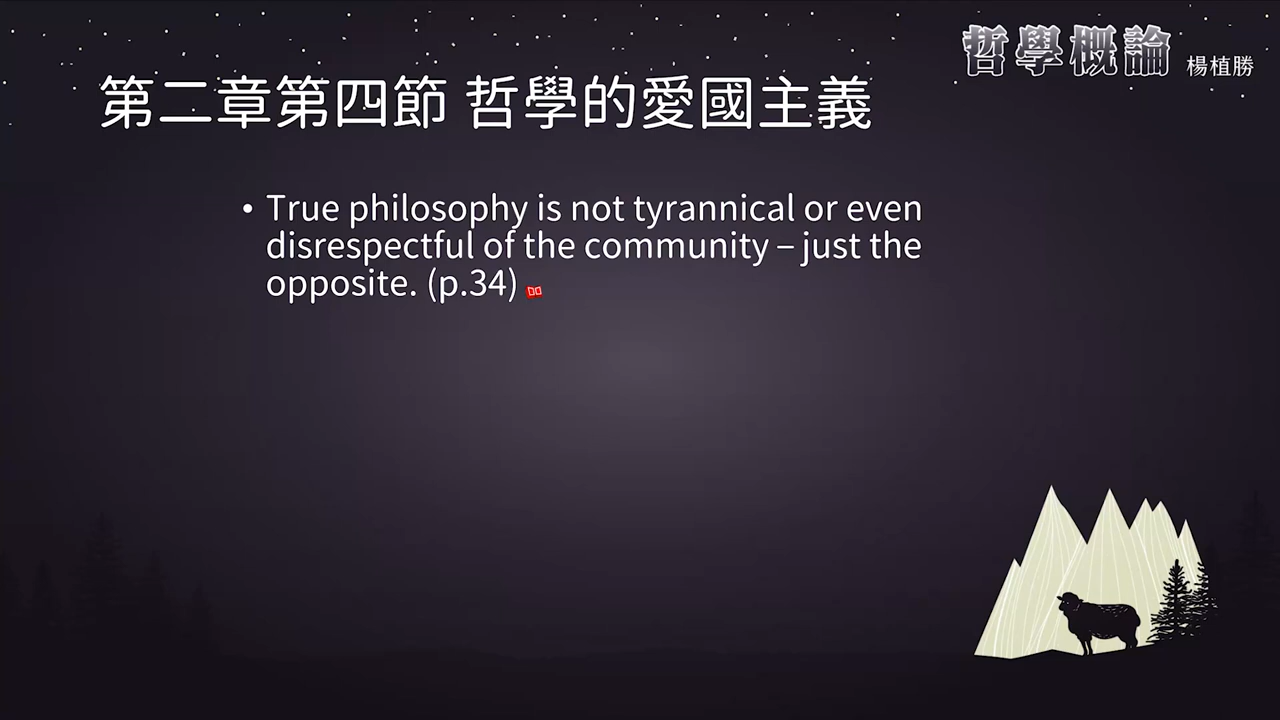 哲學概論 楊植勝
第二章第四節 哲學的愛國主義
• True philosophy is not tyrannical or even
disrespectful of the community – just the
opposite. (p.34)